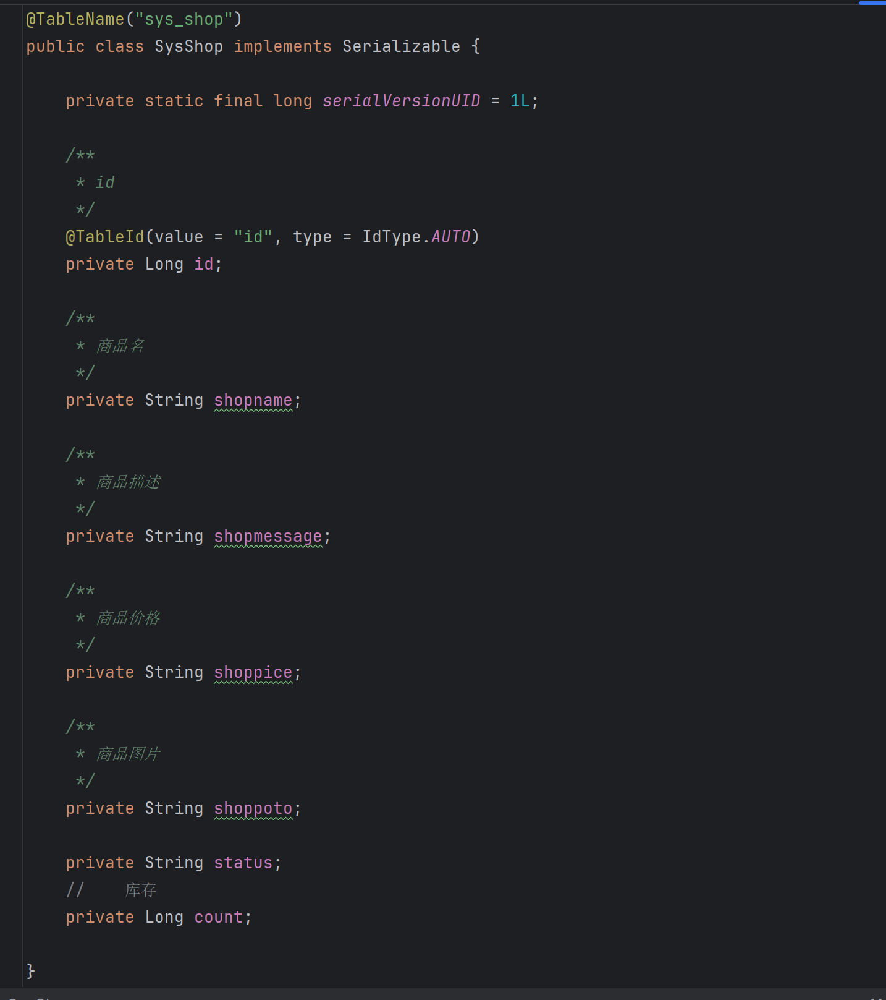 @TableName("sys_shop")
public class SysShop implements Serializable {
private static final long serialVersionUID = 1L;
/**
* id
*/
@TableId(value = "id", type = IdType.AUTO)
private Long id;
/**
* 商品名
*/
private String shopname;
/**
* 商品描述
*/
private String shopmessage;
/**
* 商品价格
*/
private String shoppice;
/**
* 商品图片
*/
private String shoppoto;
private String status;
//    库存
private Long count;
}